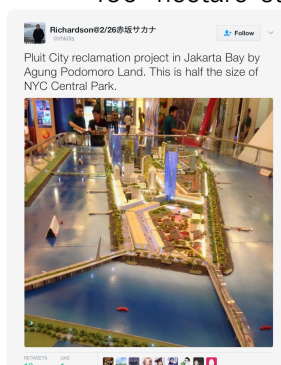 Richardson@2/26赤坂サカナ
Follow
Pluit City reclamation project in Jakarta Bay by
Agung Podomoro Land. This is half the size of
NYC Central Park.
RETWEETS
LIKE